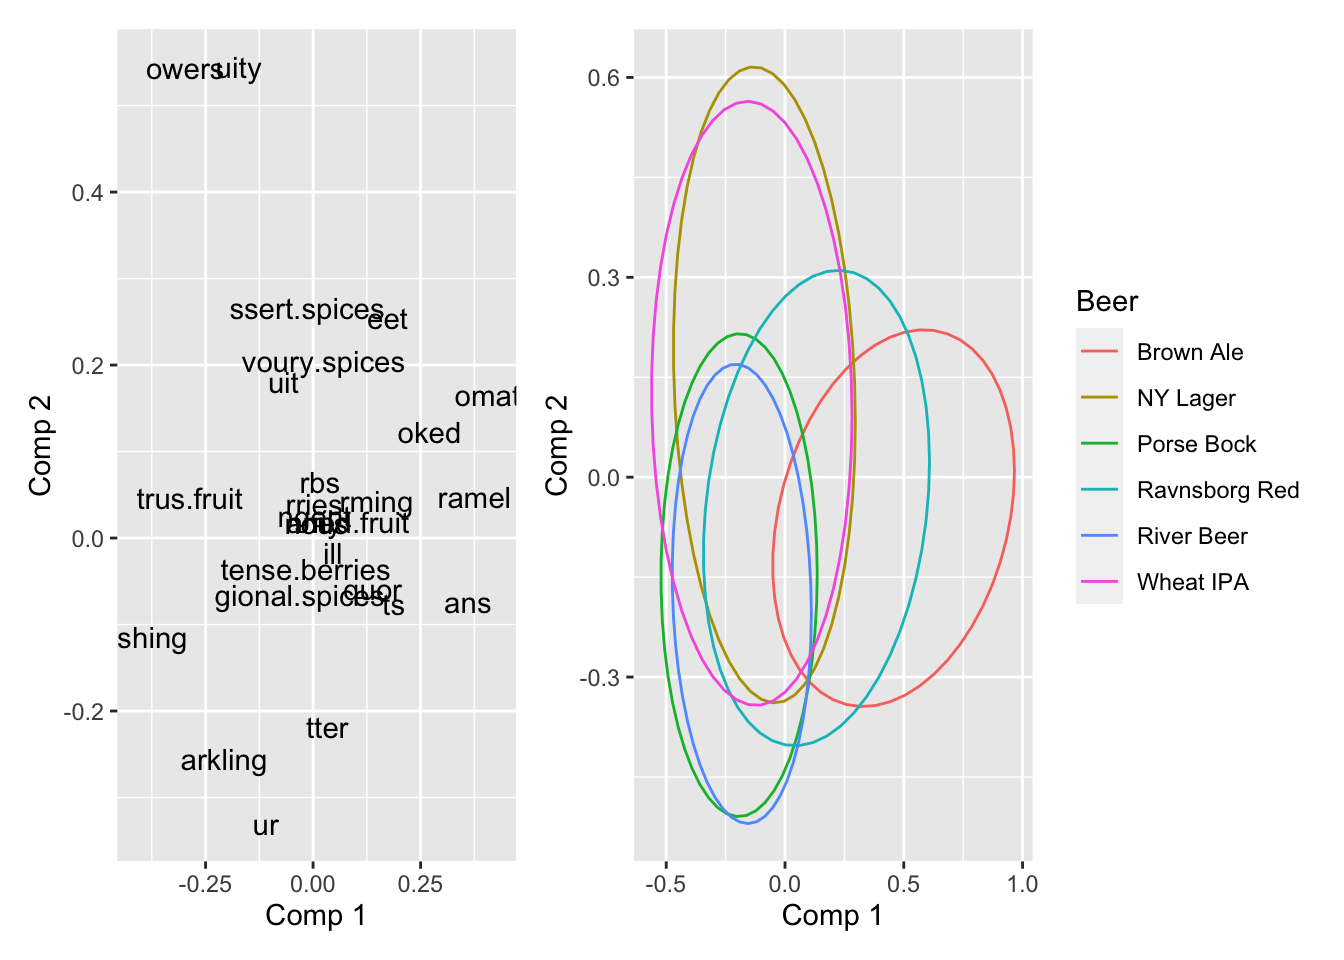 owers
uity
0.4
ssert.spices
eet
0.2
voury.spices
uit
omat
oked
rbs
trus.fruit
rries
rming
ramel
.fruit
0.0
ill
tense.berries
gional.spices
quor
ts
ans
shing
-0.2
tter
arkling
ur
-0.25 0.00 0.25
Comp 1
Comp 2
0.6
0.3
0.0
-0.3
-0.5 0.0 0.5 1.0
Comp 1
Comp 2
Beer
Brown Ale
NY Lager
Porse Bock
Ravnsborg Red
River Beer
Wheat IPA